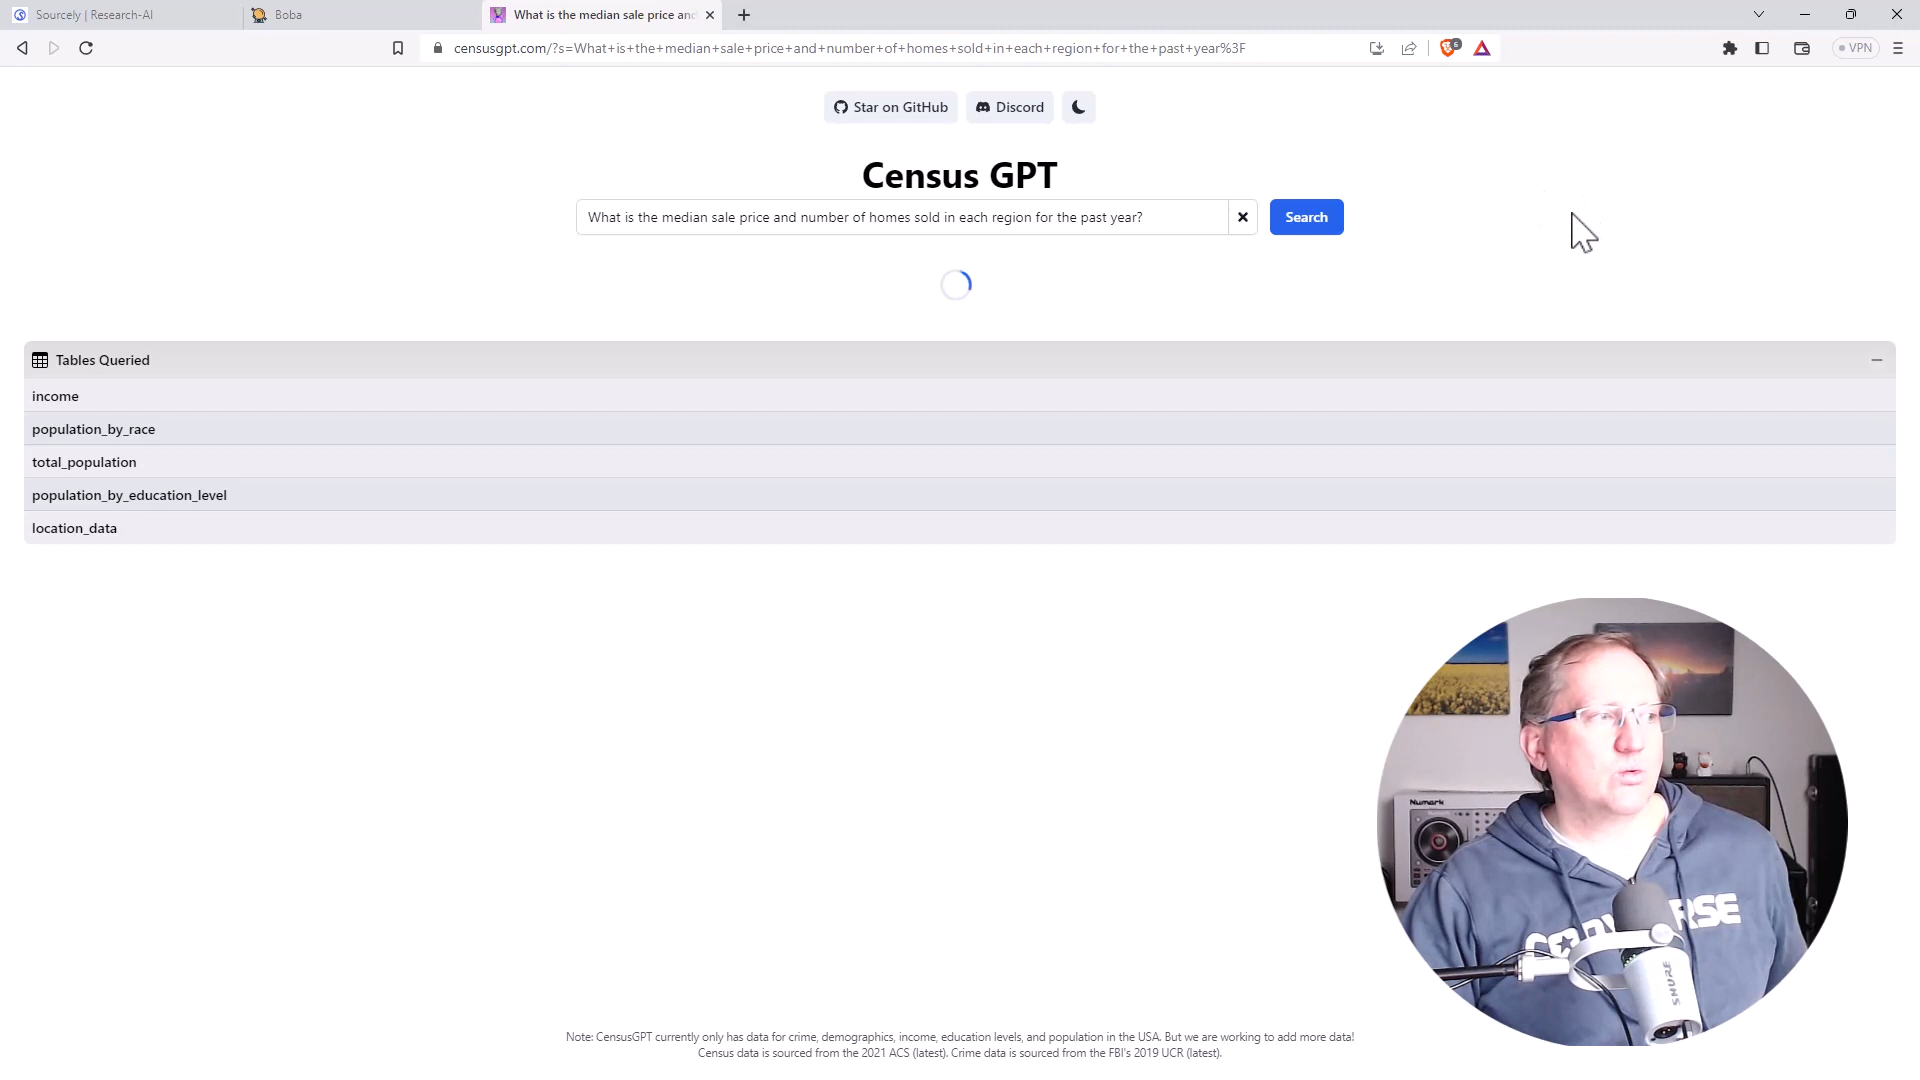 Sourcely | Research-AI
Boba
What is the median sale price an
censusgpt.com/?s=What+is+the+median+sale+price+and+number+of+homes+sold+in+each+region+for+the+past+year%3F
6
VPN
Star on GitHub
Discord
Census GPT
What is the median sale price and number of homes sold in each region for the past year?
Search
Tables Queried
income
population_by_race
total_population
population_by_education_level
location_data
Numark
SHURE
Note: CensusGPT currently only has data for crime, demographics, income, education levels, and population in the USA. But we are working to add more data!
Census data is sourced from the 2021 ACS (latest). Crime data is sourced from the FBI's 2019 UCR (latest).